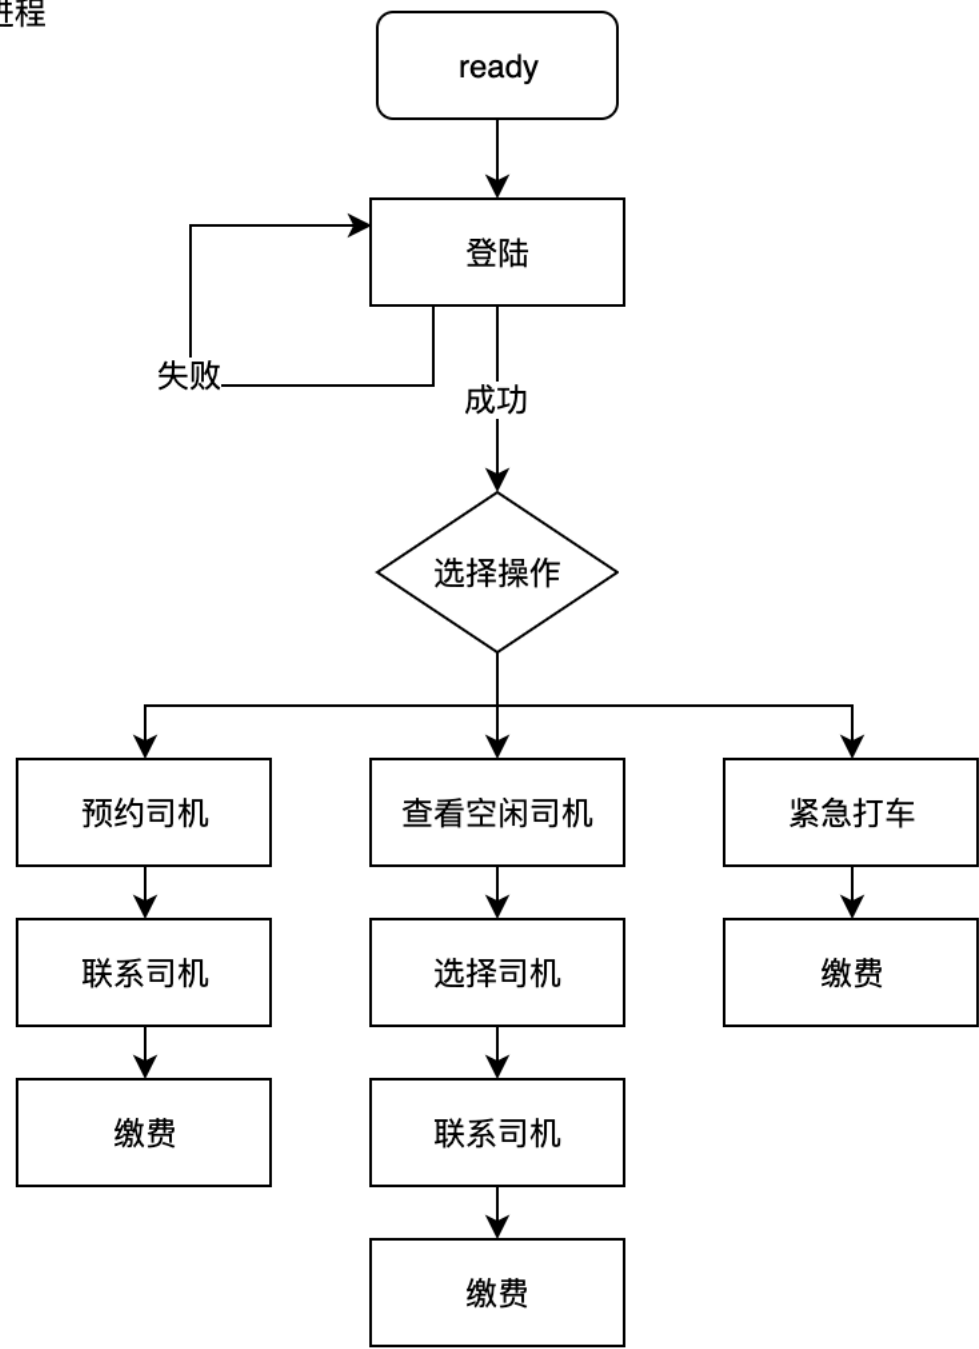 进程
ready
登陆
失败
成功
选择操作
预约司机
查看空闲司机
紧急打车
联系司机
选择司机
缴费
缴费
联系司机
缴费